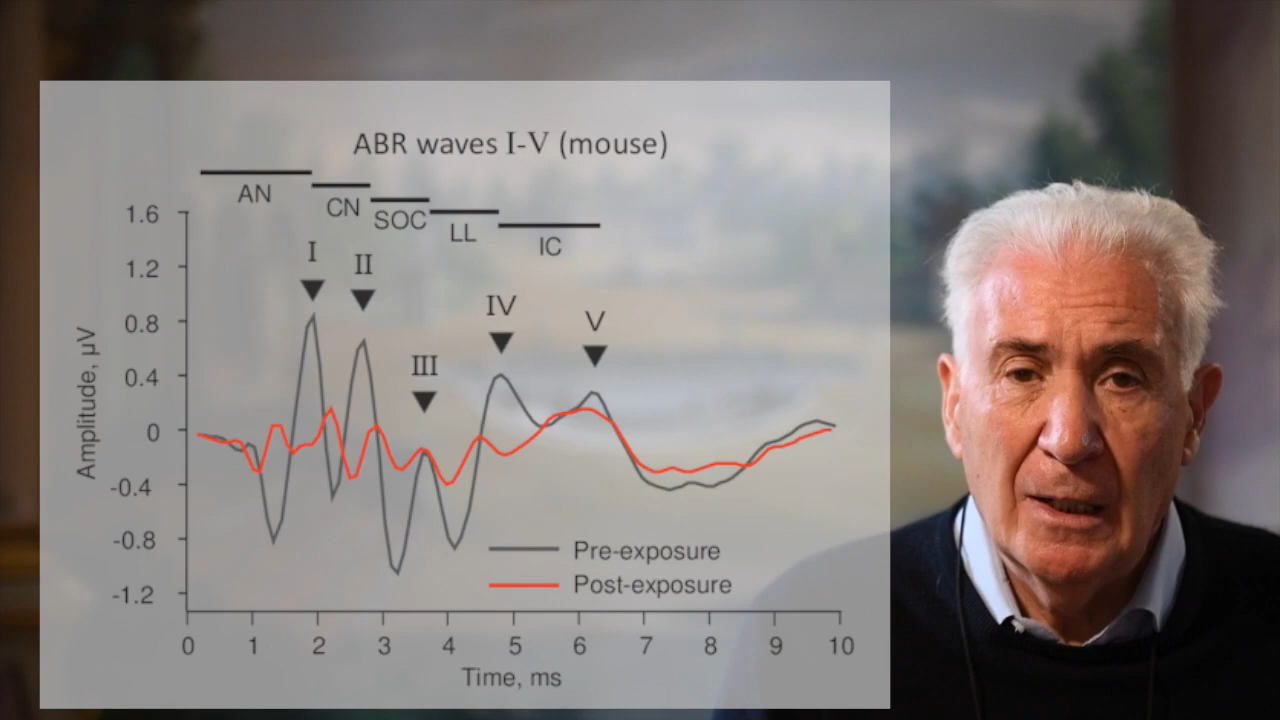 ABR waves I-V (mouse)
AN
CN
SOC
LL
IC
I
II
III
IV
V
1.6
1.2
0.8
0.4
0
-0.4
-0.8
-1.2
Amplitude, µV
Pre-exposure
Post-exposure
0 1 2 3 4 5 6 7 8 9 10
Time, ms